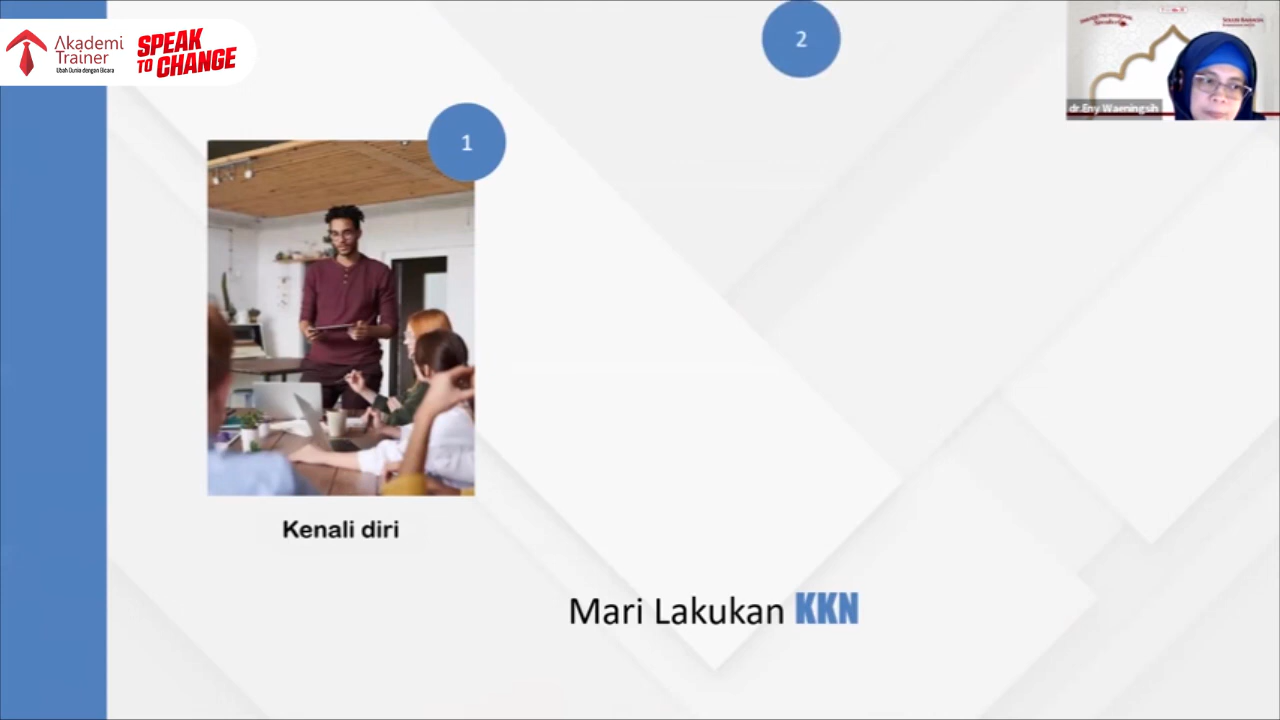 Akademi
Trainer
Ubah Dunia dengan Bicara
SPEAK
TO CHANGE
2
1
dr.Eny Waeningsih
Kenali diri
Mari Lakukan KKN